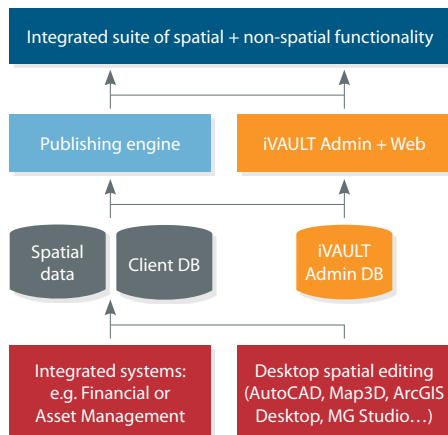 Integrated suite of spatial + non-spatial functionality
Publishing engine
iVAULT Admin + Web
Spatial
data
Client DB
iVAULT
Admin DB
Integrated systems:
e.g. Financial or
Asset Management
Desktop spatial editing
(AutoCAD, Map3D, ArcGIS
Desktop, MG Studio…)